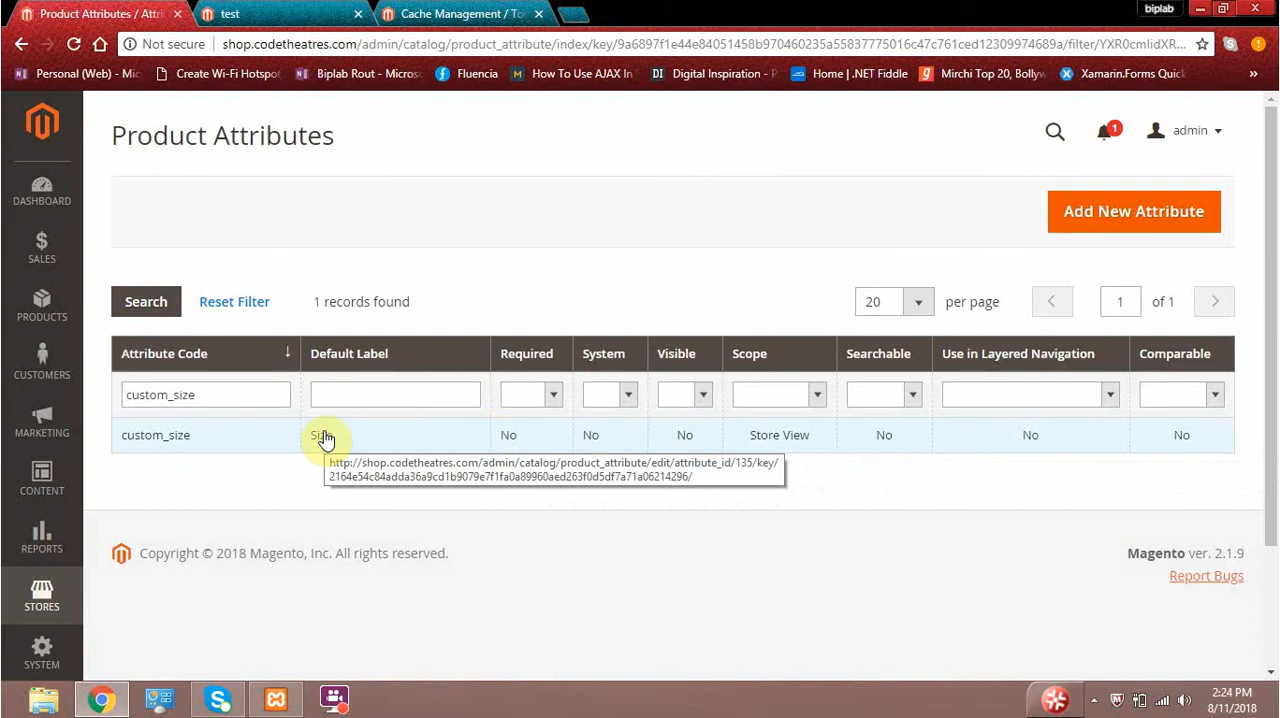 biplab
Product Attributes / Attri
test
Cache Management / To
Not secure
shop.codetheatres.com/admin/catalog/product_attribute/index/key/9a6897f1e44e84051458b970460235a55837775016c47c761ced12309974689a/filter/YXR0cmlidXR...
Personal (Web) - Mic
Create Wi-Fi Hotspot
Biplab Rout - Micros
Fluencia
How To Use AJAX In
Digital Inspiration - P
Home | .NET Fiddle
Mirchi Top 20, Bollyw
Xamarin.Forms Quick
»
Product Attributes
1
admin
DASHBOARD
SALES
PRODUCTS
CUSTOMERS
MARKETING
CONTENT
REPORTS
STORES
SYSTEM
Add New Attribute
Search
Reset Filter
1 records found
20
per page
1
of 1
Attribute Code
Default Label
Required
System
Visible
Scope
Searchable
Use in Layered Navigation
Comparable
custom_size
custom_size
No
No
No
Store View
No
No
No
http://shop.codetheatres.com/admin/catalog/product_attribute/edit/attribute_id/135/key/
2164e54c84adda36a9cd1b9079e7f1fa0a89960aed263f0d5df7a71a06214296/
Copyright © 2018 Magento, Inc. All rights reserved.
Magento ver. 2.1.9
Report Bugs
2:24 PM
8/11/2018